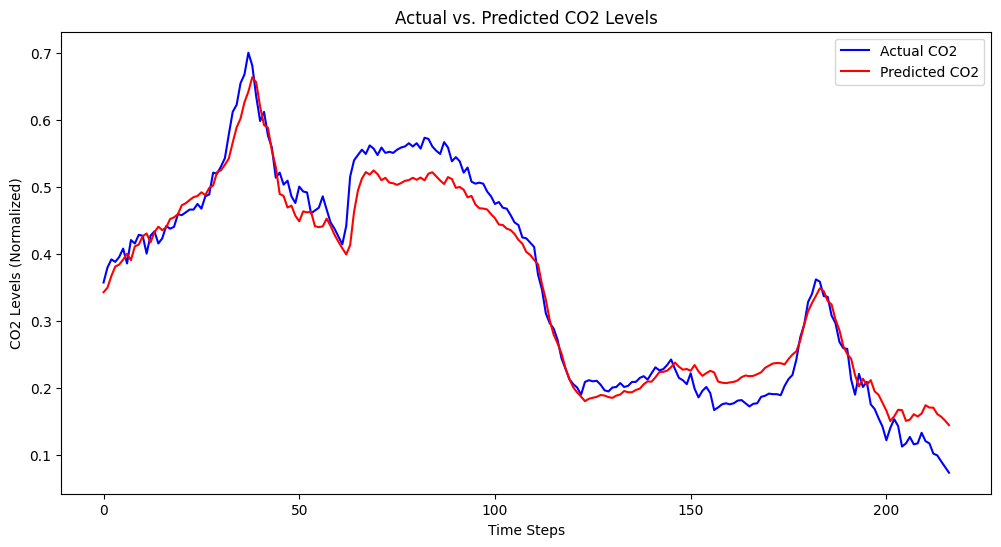 Actual vs. Predicted CO2 Levels
Actual CO2
Predicted CO2
CO2 Levels (Normalized)
0.7
0.6
0.5
0.4
0.3
0.2
0.1
0 50 100 150 200
Time Steps